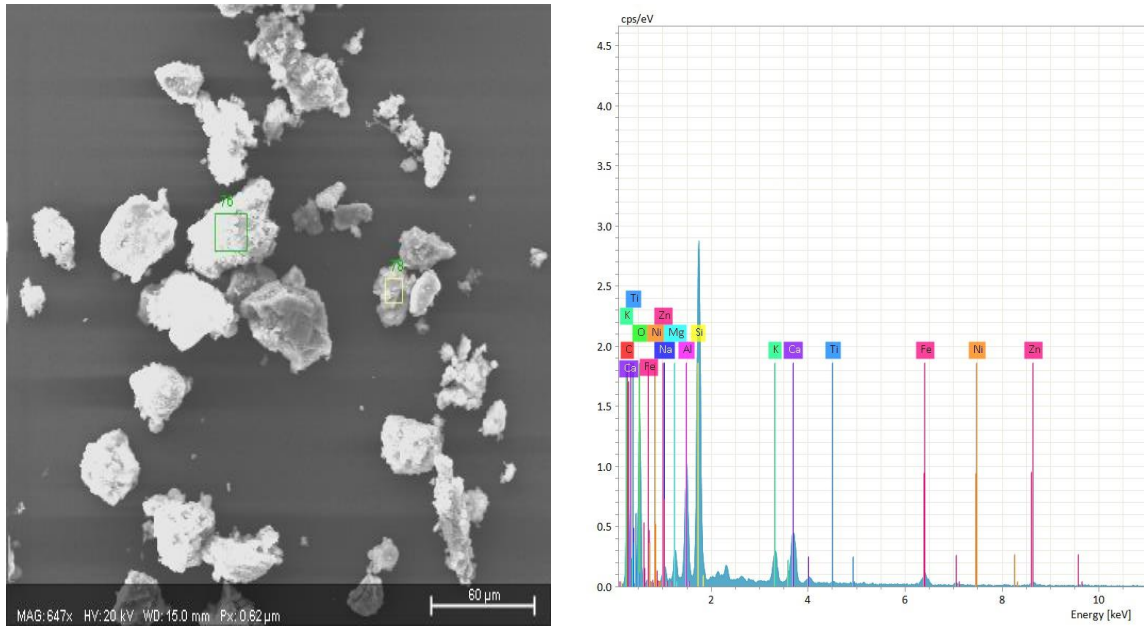 76
78
60 µm
MAG: 647x HV: 20 kV WD: 15.0 mm Px: 0.62 µm
cps/eV
4.5
4.0
3.5
3.0
2.5
2.0
1.5
1.0
0.5
0.0
Ti
K Zn
O Ni Mg Si
C Na Al K Ca Ti Fe Ni Zn
Ca Fe
2 4 6 8 10
Energy [keV]